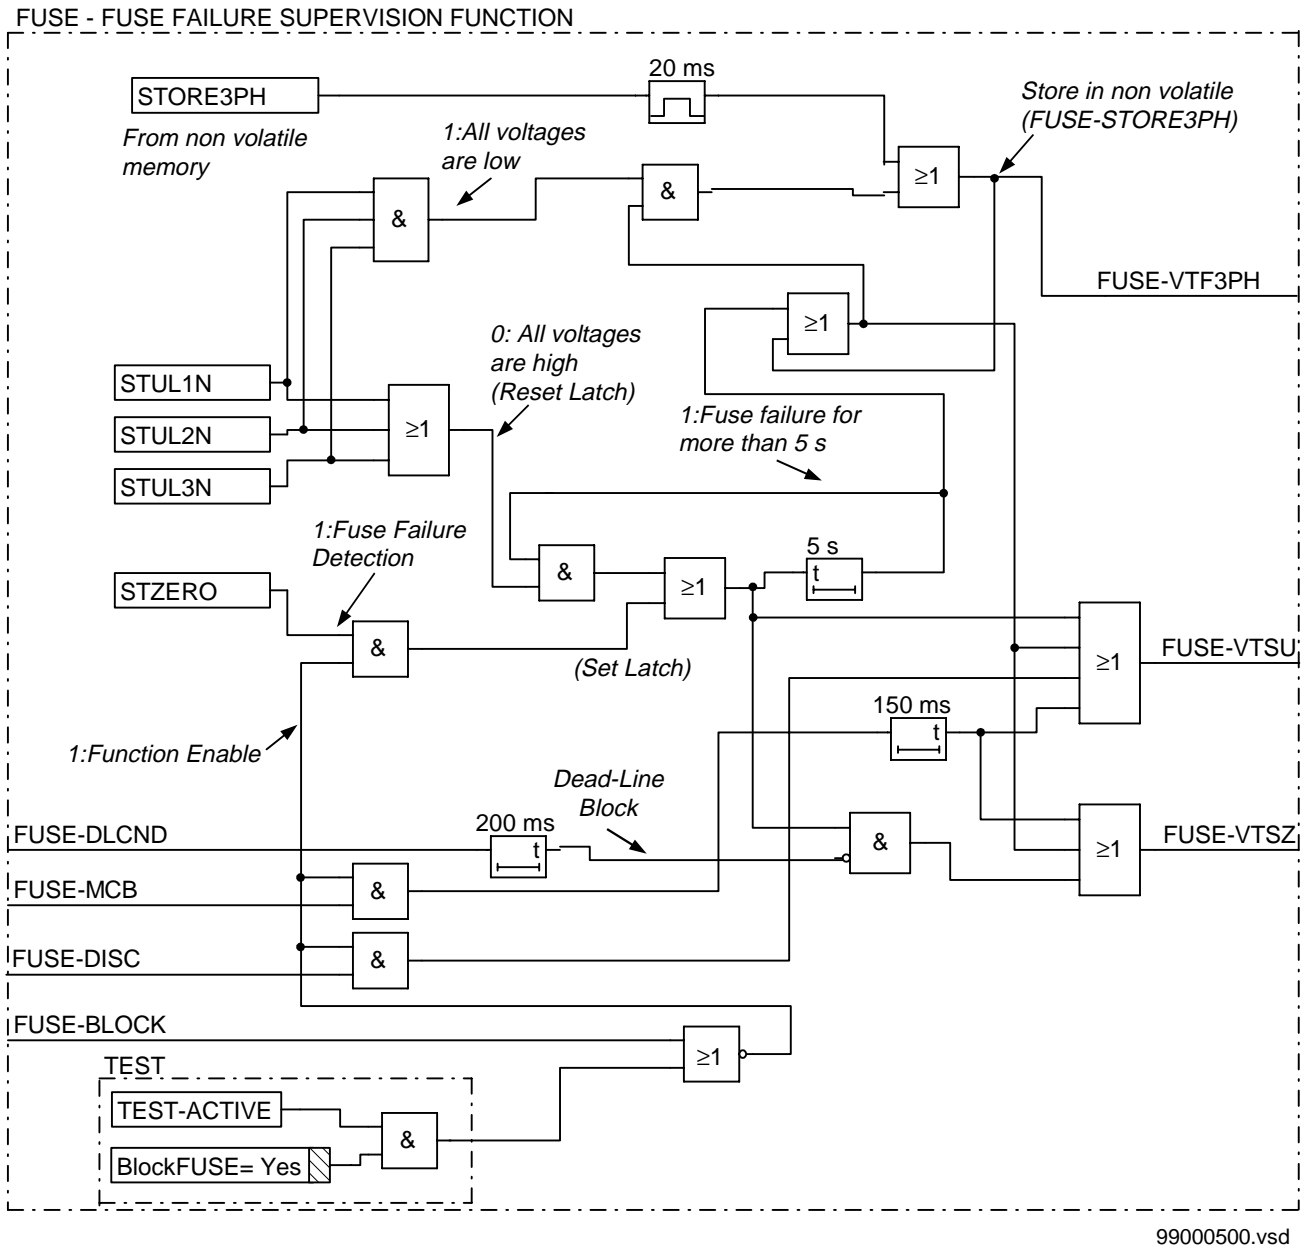 FUSE - FUSE FAILURE SUPERVISION FUNCTION
20 ms
STORE3PH
From non volatile
memory
1:All voltages
are low
Store in non volatile
(FUSE-STORE3PH)
&
&
≥1
FUSE-VTF3PH
≥1
0: All voltages
are high
(Reset Latch)
STUL1N
STUL2N
STUL3N
≥1
1:Fuse failure for
more than 5 s
1:Fuse Failure
Detection
STZERO
&
&
≥1
5 s
t
(Set Latch)
≥1
FUSE-VTSU
150 ms
t
1:Function Enable
Dead-Line
Block
FUSE-DLCND
200 ms
t
&
≥1
FUSE-VTSZ
FUSE-MCB
&
FUSE-DISC
&
FUSE-BLOCK
≥1
TEST
TEST-ACTIVE
&
BlockFUSE= Yes
99000500.vsd